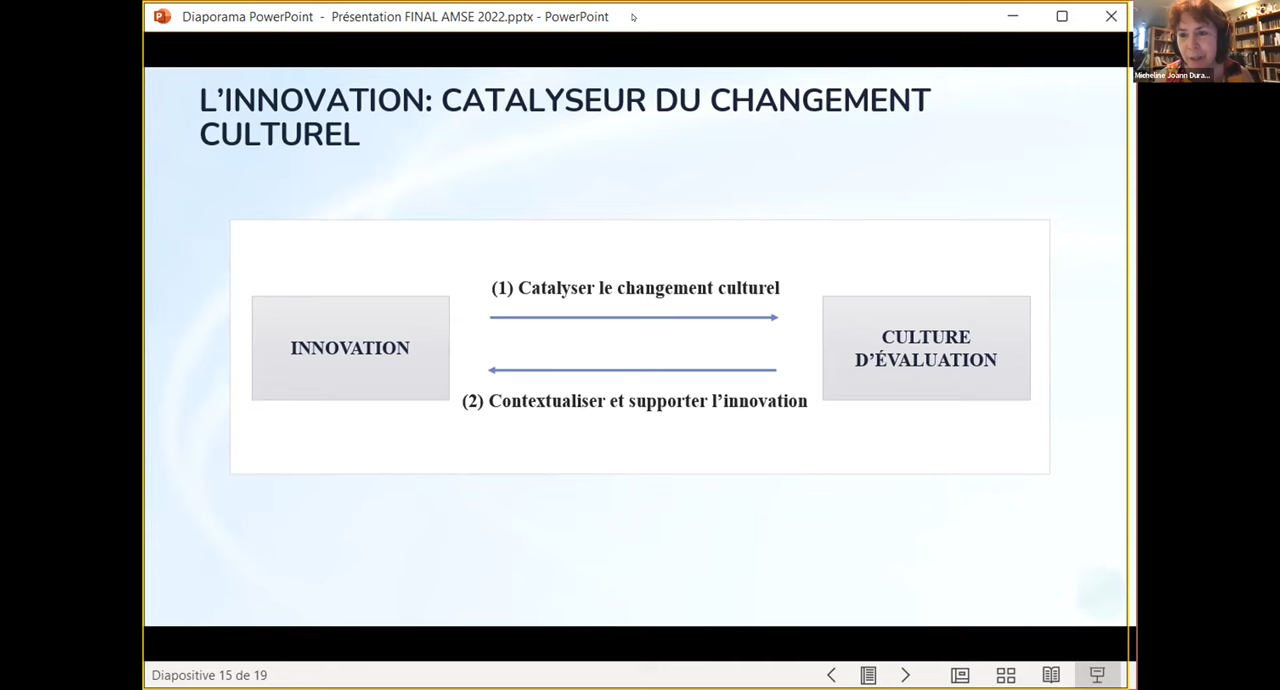 Diaporama PowerPoint - Présentation FINAL AMSE 2022.pptx - PowerPoint
Micheline Joann Dura...
L'INNOVATION: CATALYSEUR DU CHANGEMENT
CULTUREL
(1) Catalyser le changement culturel
INNOVATION
CULTURE
D'ÉVALUATION
(2) Contextualiser et supporter l'innovation
Diapositive 15 de 19